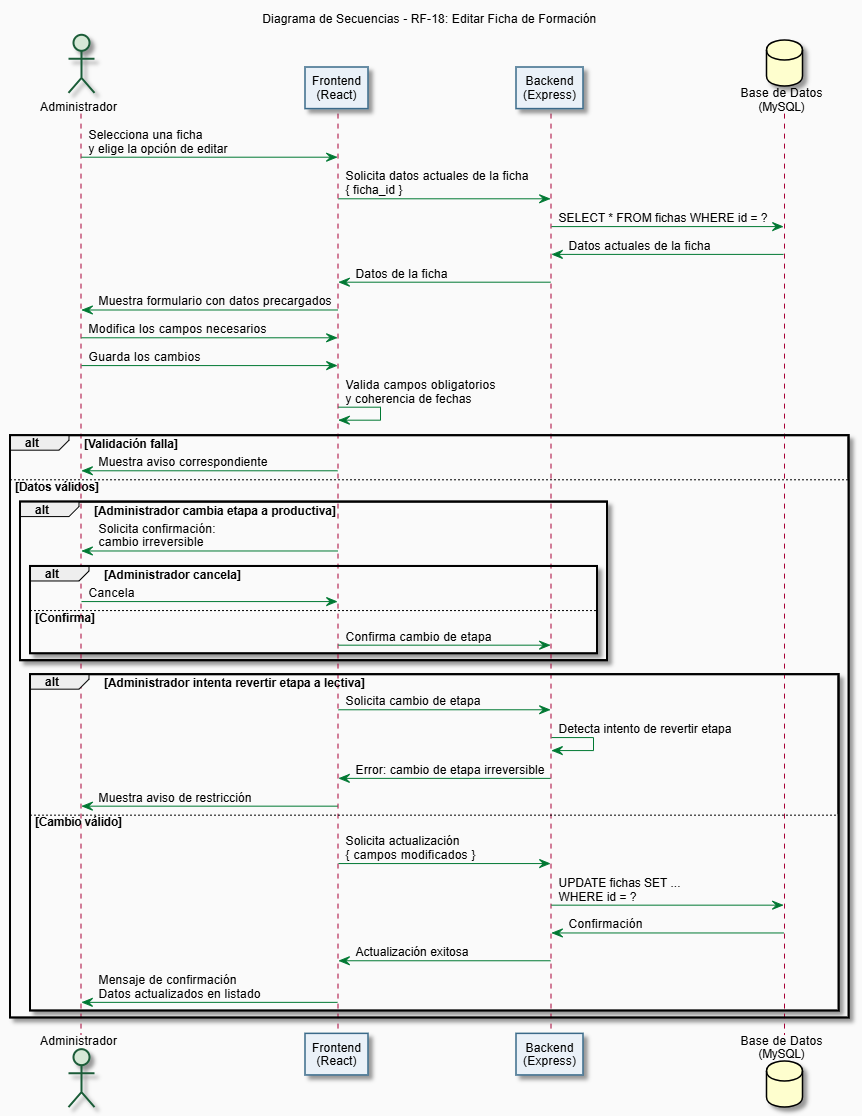 Diagrama de Secuencias - RF-18: Editar Ficha de Formación
Administrador
Frontend
(React)
Backend
(Express)
Base de Datos
(MySQL)
Selecciona una ficha
y elige la opción de editar
Solicita datos actuales de la ficha
{ ficha_id }
SELECT * FROM fichas WHERE id = ?
Datos actuales de la ficha
Datos de la ficha
Muestra formulario con datos precargados
Modifica los campos necesarios
Guarda los cambios
Valida campos obligatorios
y coherencia de fechas
alt [Validación falla]
Muestra aviso correspondiente
[Datos válidos]
alt [Administrador cambia etapa a productiva]
Solicita confirmación:
cambio irreversible
alt [Administrador cancela]
Cancela
[Confirma]
Confirma cambio de etapa
alt [Administrador intenta revertir etapa a lectiva]
Solicita cambio de etapa
Detecta intento de revertir etapa
Error: cambio de etapa irreversible
Muestra aviso de restricción
[Cambio válido]
Solicita actualización
{ campos modificados }
UPDATE fichas SET ...
WHERE id = ?
Confirmación
Actualización exitosa
Mensaje de confirmación
Datos actualizados en listado
Administrador
Frontend
(React)
Backend
(Express)
Base de Datos
(MySQL)